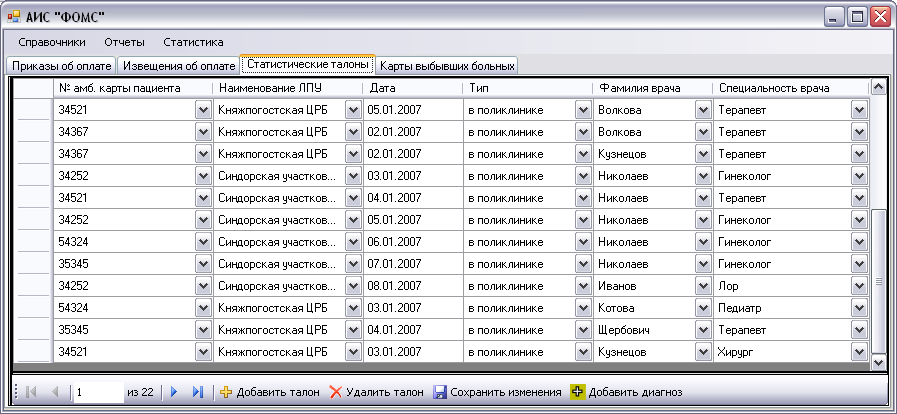 АИС "ФОМС"
Справочники Отчеты Статистика
Приказы об оплате Извещения об оплате Статистические талоны Карты выбывших больных
№ амб. карты пациента Наименование ЛПУ Дата Тип Фамилия врача Специальность врача
34521 Княжпогостская ЦРБ 05.01.2007 в поликлинике Волкова Терапевт
34367 Княжпогостская ЦРБ 02.01.2007 в поликлинике Волкова Терапевт
34367 Княжпогостская ЦРБ 02.01.2007 в поликлинике Кузнецов Терапевт
34252 Синдорская участков... 03.01.2007 в поликлинике Николаев Гинеколог
34521 Синдорская участков... 04.01.2007 в поликлинике Николаев Терапевт
34252 Синдорская участков... 05.01.2007 в поликлинике Николаев Гинеколог
54324 Синдорская участков... 06.01.2007 в поликлинике Николаев Гинеколог
35345 Синдорская участков... 07.01.2007 в поликлинике Николаев Гинеколог
34252 Синдорская участков... 08.01.2007 в поликлинике Иванов Лор
54324 Княжпогостская ЦРБ 03.01.2007 в поликлинике Котова Педиатр
35345 Княжпогостская ЦРБ 04.01.2007 в поликлинике Щербович Терапевт
34521 Княжпогостская ЦРБ 03.01.2007 в поликлинике Кузнецов Хирург
1 из 22 Добавить талон Удалить талон Сохранить изменения Добавить диагноз